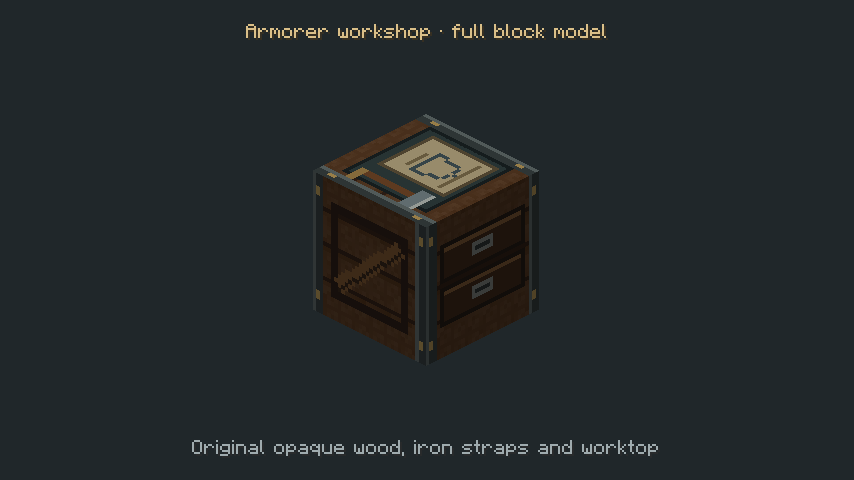 Armorer workshop · full block model
Original opaque wood, iron straps and worktop